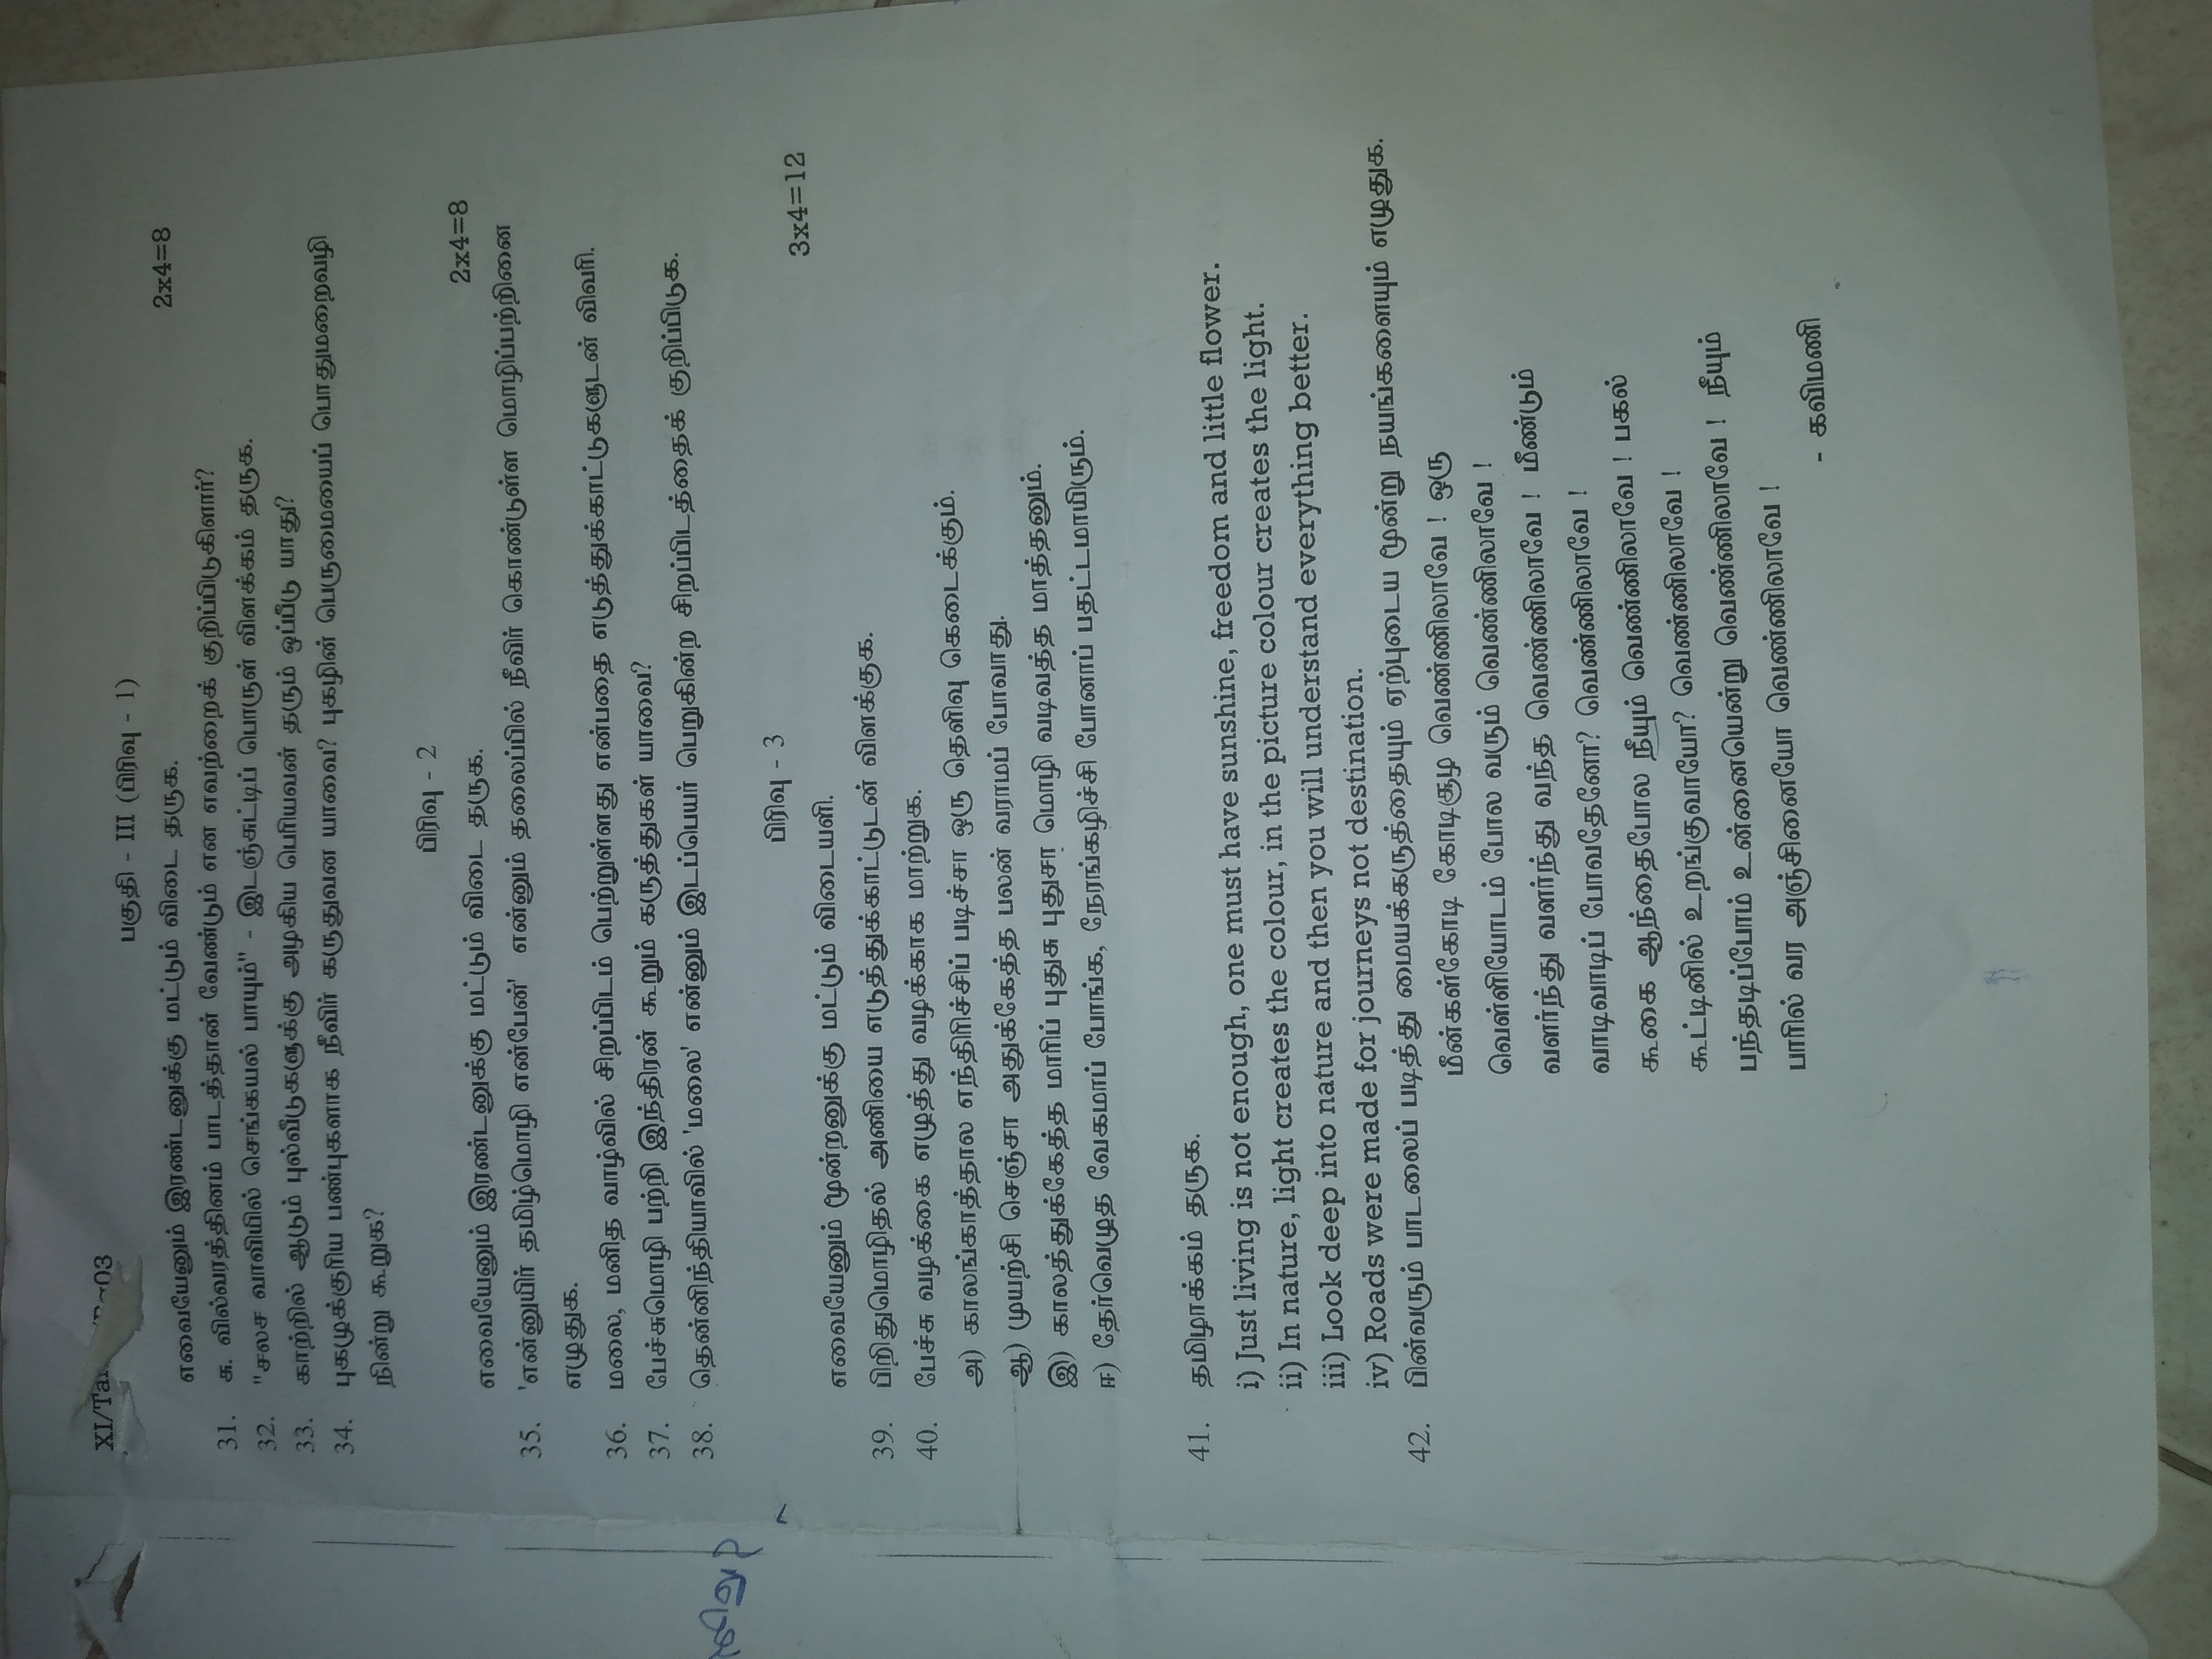 XI/Ta 03
பகுதி - III (பிரிவு - 1)
எவையேனும் இரண்டனுக்கு மட்டும் விடை தருக. 2x4=8
31. சு. வில்வரத்தினம் பாடத்தான் வேண்டும் என எவற்றைக் குறிப்பிடுகிளார்?
32. "சலச வாவியில் செங்கயல் பாயும்" - இடஞ்சுட்டிப் பொருள் விளக்கம் தருக.
33. காற்றில் ஆடும் புல்வீடுகளுக்கு அழகிய பெரியவன் தரும் ஒப்பீடு யாது?
34. புகழுக்குரிய பண்புகளாக நீவிர் கருதுவன யாவை? புகழின் பெருமையைப் பொதுமறைவழி
நின்று கூறுக?
பிரிவு - 2
எவையேனும் இரண்டனுக்கு மட்டும் விடை தருக. 2x4=8
35. 'என்னுயிர் தமிழ்மொழி என்பேன்' என்னும் தலைப்பில் நீவிர் கொண்டுள்ள மொழிப்பற்றினை
எழுதுக.
36. மலை, மனித வாழ்வில் சிறப்பிடம் பெற்றுள்ளது என்பதை எடுத்துக்காட்டுகளுடன் விவரி.
37. பேச்சுமொழி பற்றி இந்திரன் கூறும் கருத்துகள் யாவை?
38. தென்னிந்தியாவில் 'மலை' என்னும் இடப்பெயர் பெறுகின்ற சிறப்பிடத்தைக் குறிப்பிடுக.
பிரிவு - 3
3x4=12
எவையேனும் மூன்றனுக்கு மட்டும் விடையளி.
39. பிறிதுமொழிதல் அணியை எடுத்துக்காட்டுடன் விளக்குக.
40. பேச்சு வழக்கை எழுத்து வழக்காக மாற்றுக.
அ) காலங்காத்தால எந்திரிச்சிப் படிச்சா ஒரு தெளிவு கெடைக்கும்.
ஆ) முயற்சி செஞ்சா அதுக்கேத்த பலன் வராமப் போவாது.
இ) காலத்துக்கேத்த மாரிப் புதுசு புதுசா மொழி வடிவத்த மாத்தனும்.
ஈ) தேர்வெழுத வேகமாப் போங்க, நேரங்கழிச்சி போனாப் பதட்டமாயிரும்.
41. தமிழாக்கம் தருக.
i) Just living is not enough, one must have sunshine, freedom and little flower.
ii) In nature, light creates the colour, in the picture colour creates the light.
iii) Look deep into nature and then you will understand everything better.
iv) Roads were made for journeys not destination.
42. பின்வரும் பாடலைப் படித்து மையக்கருத்தையும் ஏற்புடைய மூன்று நயங்களையும் எழுதுக.
மீன்கள்கோடி கோடிசூழ வெண்ணிலாவே ! ஒரு
வெள்ளியோடம் போல வரும் வெண்ணிலாவே !
வளர்ந்து வளர்ந்து வந்த வெண்ணிலாவே ! மீண்டும்
வாடிவாடிப் போவதேனோ? வெண்ணிலாவே !
கூகை ஆந்தைபோல நீயும் வெண்ணிலாவே ! பகல்
கூட்டினில் உறங்குவாயோ? வெண்ணிலாவே !
பந்தடிப்போம் உன்னையென்று வெண்ணிலாவே ! நீயும்
பாரில் வர அஞ்சினையோ வெண்ணிலாவே !
- கவிமணி